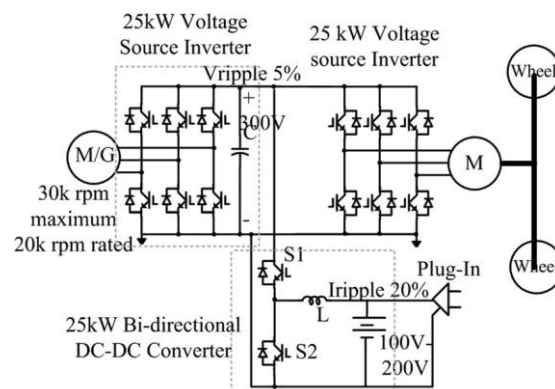 25kW Voltage
Source Inverter
25 kW Voltage
source Inverter
Vripple 5%
+
300V
C
-
M/G
30k rpm
maximum
20k rpm rated
M
Wheel
Wheel
S1
S2
L
Iripple 20%
Plug-In
100V-
200V
25kW Bi-directional
DC-DC Converter